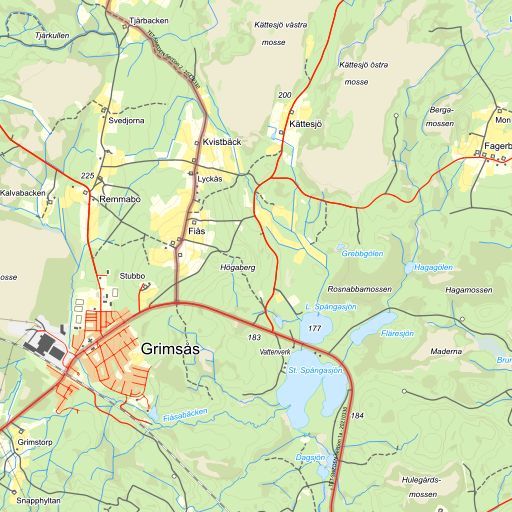 Tjärbacken
Tjärkullen
Kättesjö västra
mosse
Kättesjö östra
mosse
200
Svedjorna
Kättesjö
Berga-
mossen
Mon
Kvistbäck
Fagerb
Lyckås
225
Kalvabacken
Remmabo
Fiås
Grebbgölen
Högaberg
Hagagölen
mosse
Stubbo
Rosnabbamossen
Hagamossen
L. Spångasjön
177
Flaresjön
183
Grimsås
Vattenverk
Maderna
Brun
St. Spångasjön
Fiåsabäcken
184
Grimstorp
Dagsjön
Hulegårds-
mossen
Snapphyltan